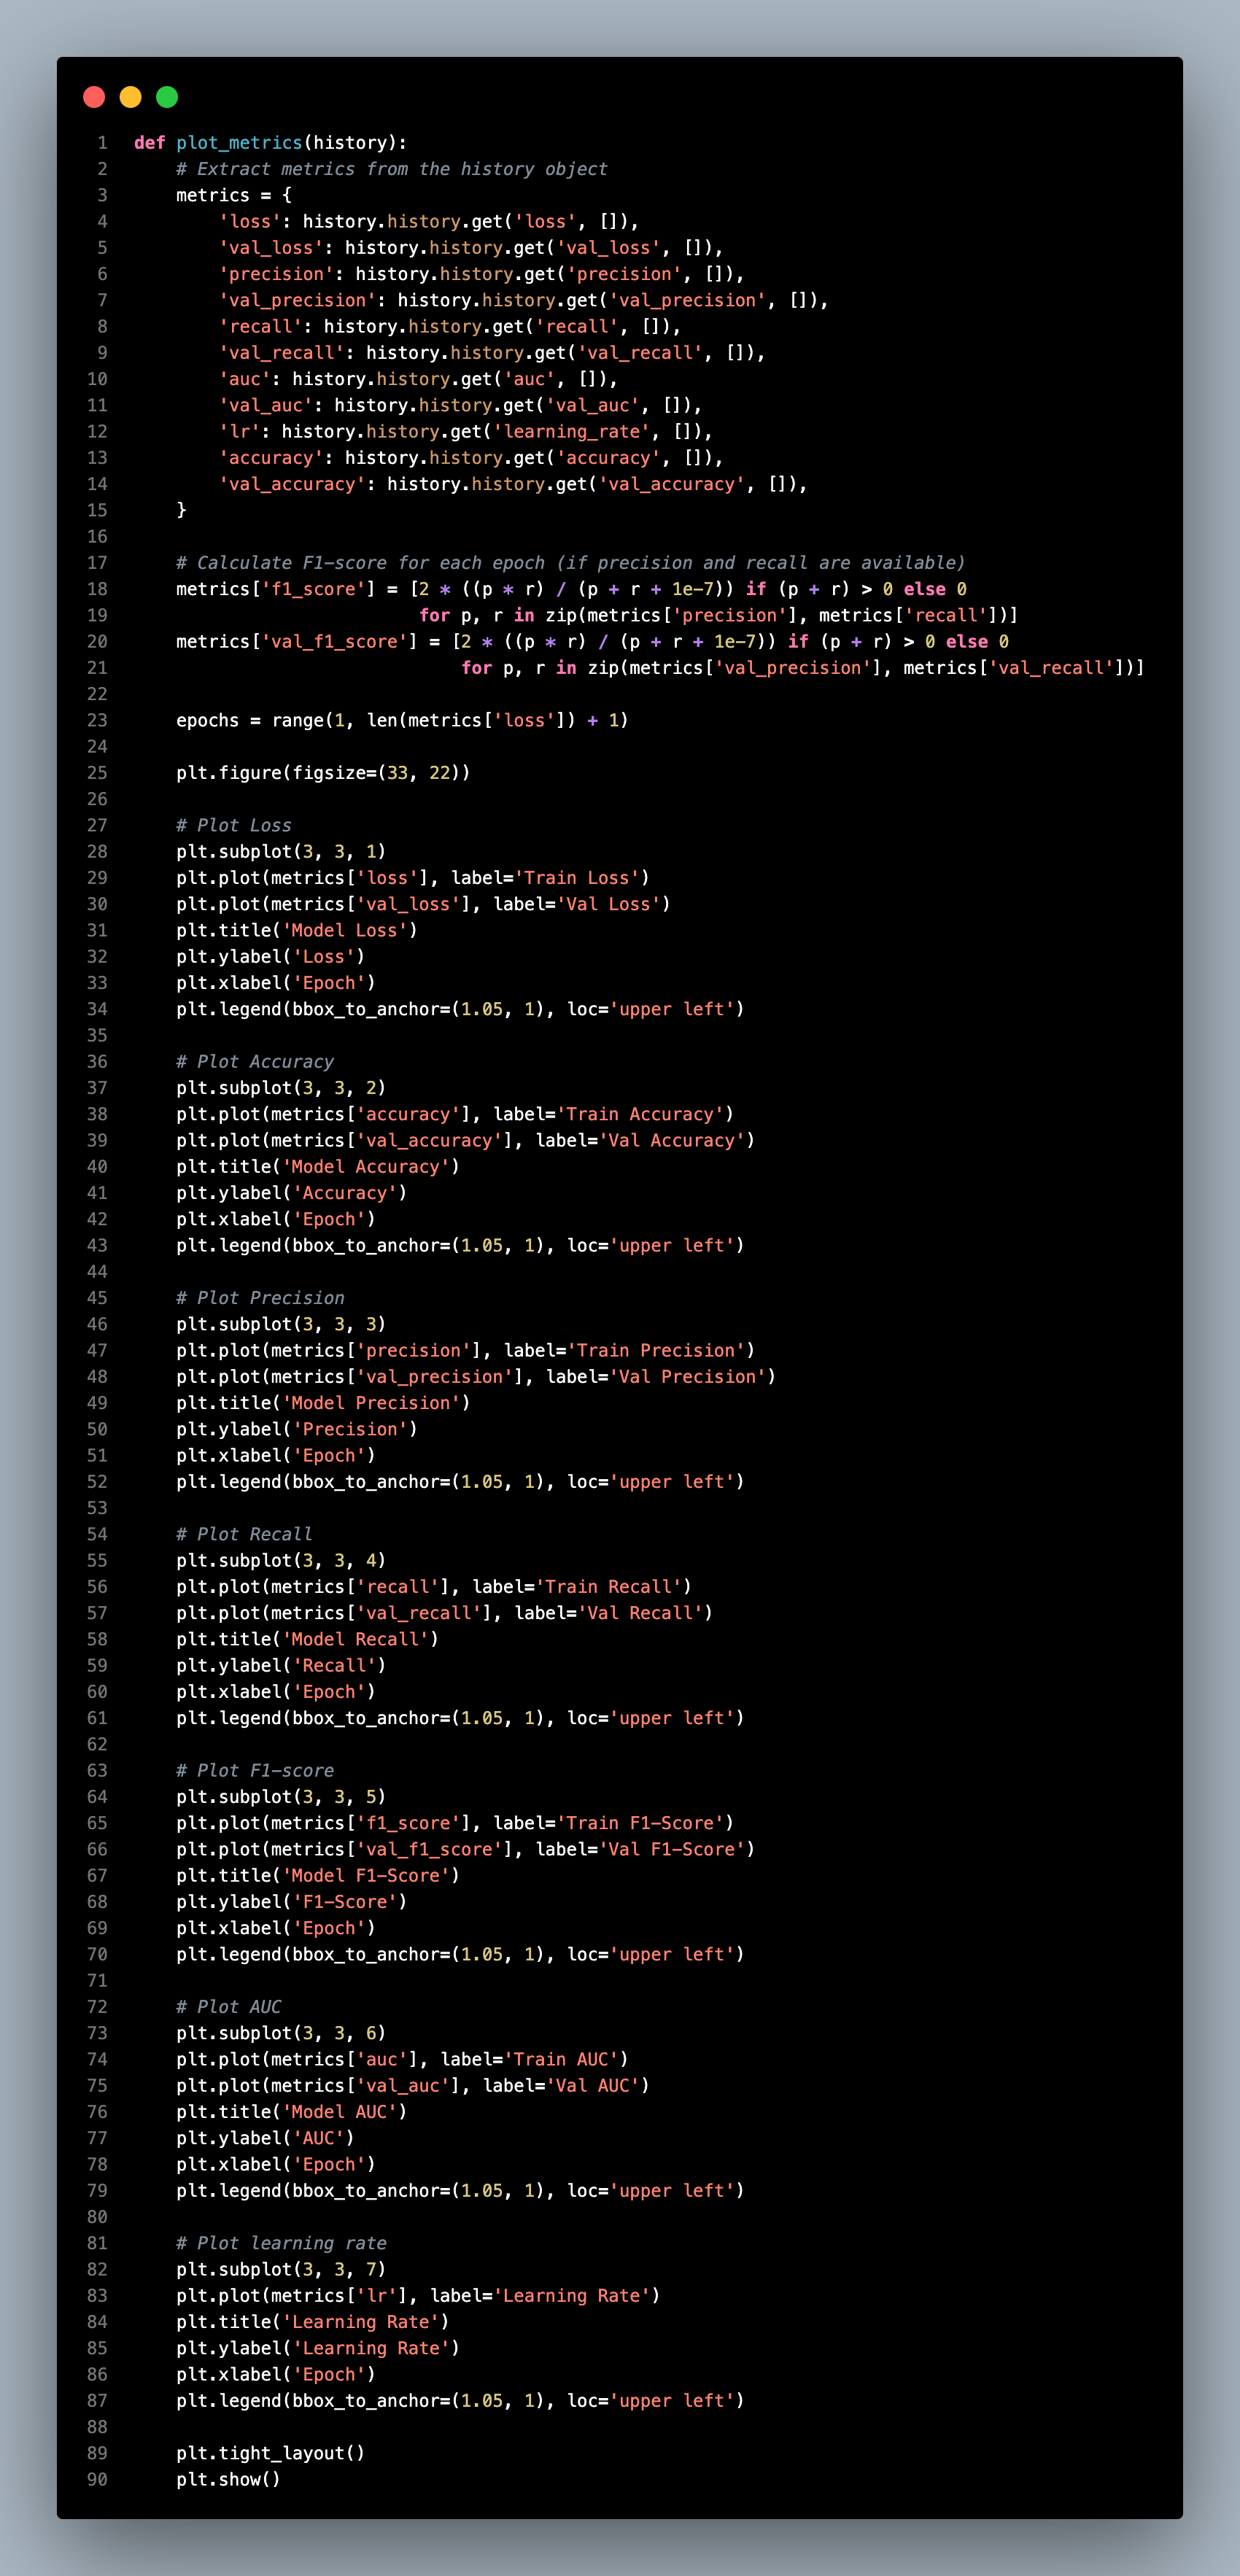 1 def plot_metrics(history):
2     # Extract metrics from the history object
3     metrics = {
4         'loss': history.history.get('loss', []),
5         'val_loss': history.history.get('val_loss', []),
6         'precision': history.history.get('precision', []),
7         'val_precision': history.history.get('val_precision', []),
8         'recall': history.history.get('recall', []),
9         'val_recall': history.history.get('val_recall', []),
10         'auc': history.history.get('auc', []),
11         'val_auc': history.history.get('val_auc', []),
12         'lr': history.history.get('learning_rate', []),
13         'accuracy': history.history.get('accuracy', []),
14         'val_accuracy': history.history.get('val_accuracy', []),
15     }
16
17     # Calculate F1-score for each epoch (if precision and recall are available)
18     metrics['f1_score'] = [2 * ((p * r) / (p + r + 1e-7)) if (p + r) > 0 else 0
19                            for p, r in zip(metrics['precision'], metrics['recall'])]
20     metrics['val_f1_score'] = [2 * ((p * r) / (p + r + 1e-7)) if (p + r) > 0 else 0
21                                for p, r in zip(metrics['val_precision'], metrics['val_recall'])]
22
23     epochs = range(1, len(metrics['loss']) + 1)
24
25     plt.figure(figsize=(33, 22))
26
27     # Plot Loss
28     plt.subplot(3, 3, 1)
29     plt.plot(metrics['loss'], label='Train Loss')
30     plt.plot(metrics['val_loss'], label='Val Loss')
31     plt.title('Model Loss')
32     plt.ylabel('Loss')
33     plt.xlabel('Epoch')
34     plt.legend(bbox_to_anchor=(1.05, 1), loc='upper left')
35
36     # Plot Accuracy
37     plt.subplot(3, 3, 2)
38     plt.plot(metrics['accuracy'], label='Train Accuracy')
39     plt.plot(metrics['val_accuracy'], label='Val Accuracy')
40     plt.title('Model Accuracy')
41     plt.ylabel('Accuracy')
42     plt.xlabel('Epoch')
43     plt.legend(bbox_to_anchor=(1.05, 1), loc='upper left')
44
45     # Plot Precision
46     plt.subplot(3, 3, 3)
47     plt.plot(metrics['precision'], label='Train Precision')
48     plt.plot(metrics['val_precision'], label='Val Precision')
49     plt.title('Model Precision')
50     plt.ylabel('Precision')
51     plt.xlabel('Epoch')
52     plt.legend(bbox_to_anchor=(1.05, 1), loc='upper left')
53
54     # Plot Recall
55     plt.subplot(3, 3, 4)
56     plt.plot(metrics['recall'], label='Train Recall')
57     plt.plot(metrics['val_recall'], label='Val Recall')
58     plt.title('Model Recall')
59     plt.ylabel('Recall')
60     plt.xlabel('Epoch')
61     plt.legend(bbox_to_anchor=(1.05, 1), loc='upper left')
62
63     # Plot F1-score
64     plt.subplot(3, 3, 5)
65     plt.plot(metrics['f1_score'], label='Train F1-Score')
66     plt.plot(metrics['val_f1_score'], label='Val F1-Score')
67     plt.title('Model F1-Score')
68     plt.ylabel('F1-Score')
69     plt.xlabel('Epoch')
70     plt.legend(bbox_to_anchor=(1.05, 1), loc='upper left')
71
72     # Plot AUC
73     plt.subplot(3, 3, 6)
74     plt.plot(metrics['auc'], label='Train AUC')
75     plt.plot(metrics['val_auc'], label='Val AUC')
76     plt.title('Model AUC')
77     plt.ylabel('AUC')
78     plt.xlabel('Epoch')
79     plt.legend(bbox_to_anchor=(1.05, 1), loc='upper left')
80
81     # Plot learning rate
82     plt.subplot(3, 3, 7)
83     plt.plot(metrics['lr'], label='Learning Rate')
84     plt.title('Learning Rate')
85     plt.ylabel('Learning Rate')
86     plt.xlabel('Epoch')
87     plt.legend(bbox_to_anchor=(1.05, 1), loc='upper left')
88
89     plt.tight_layout()
90     plt.show()